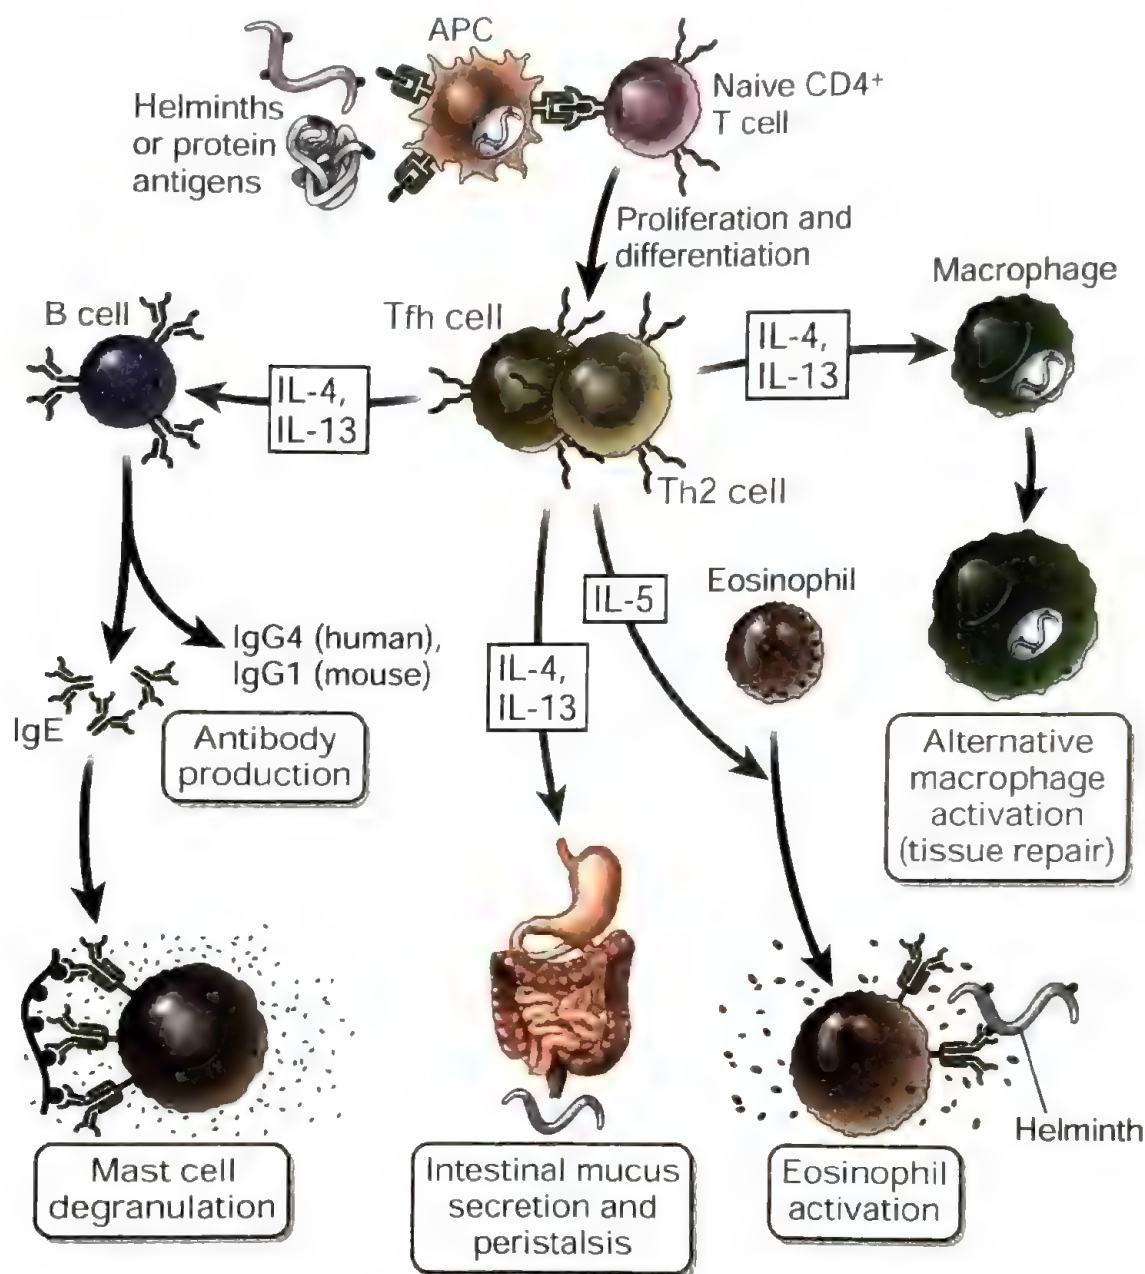 APC
Helminths
or protein
antigens
Naive CD4+
T cell
Proliferation and
differentiation
Macrophage
B cell
Tfh cell
IL-4,
IL-13
IL-4,
IL-13
Th2 cell
IL-5
Eosinophil
IgG4 (human),
IgG1 (mouse)
IL-4,
IL-13
IgE
Antibody
production
Alternative
macrophage
activation
(tissue repair)
Helminth
Mast cell
degranulation
Intestinal mucus
secretion and
peristalsis
Eosinophil
activation